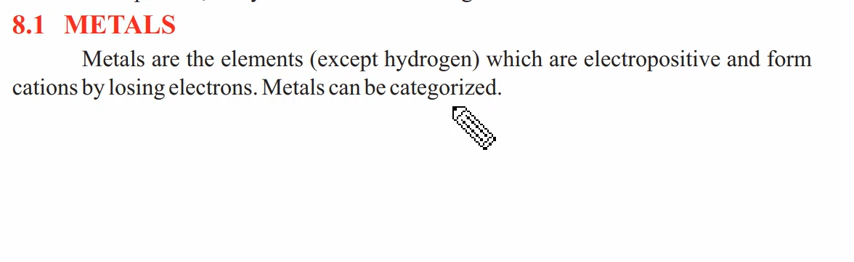 8.1 METALS
Metals are the elements (except hydrogen) which are electropositive and form
cations by losing electrons. Metals can be categorized.